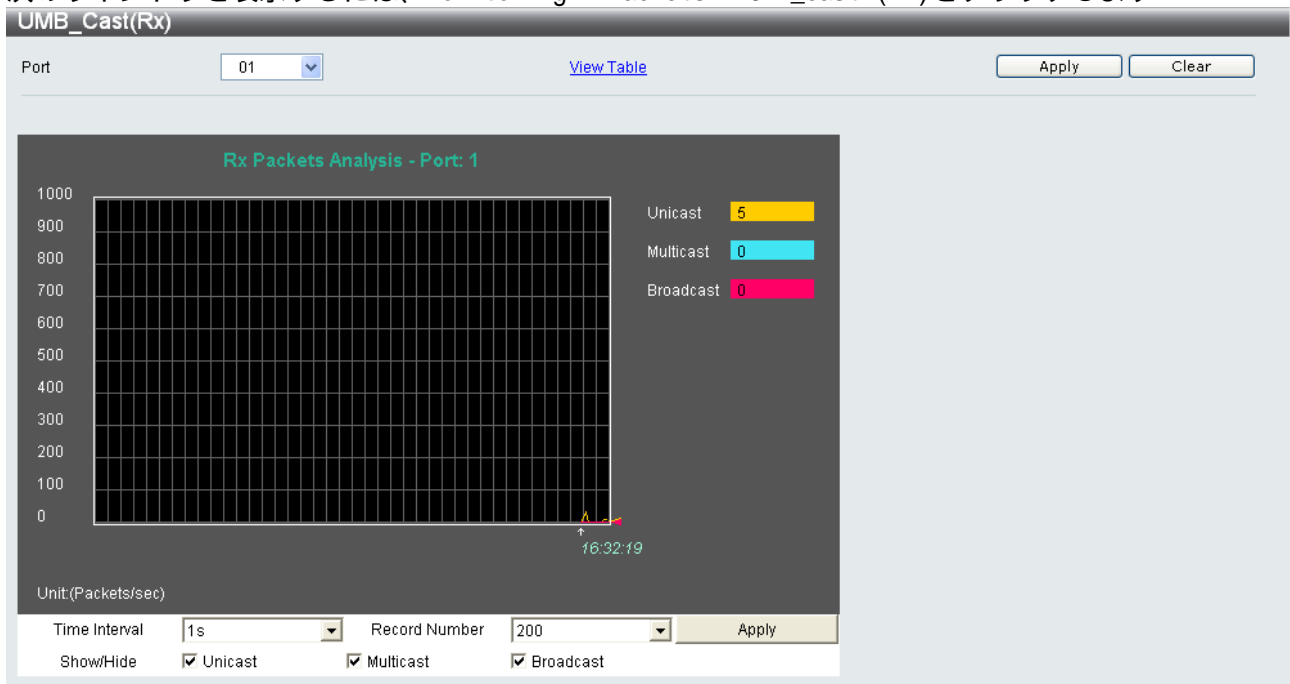 UMB_Cast(Rx)
Port 01 View Table Apply Clear
Rx Packets Analysis - Port: 1
1000
900
800
700
600
500
400
300
200
100
0
Unicast 5
Multicast 0
Broadcast 0
16:32:19
Unit:(Packets/sec)
Time Interval 1s Record Number 200 Apply
Show/Hide Unicast Multicast Broadcast